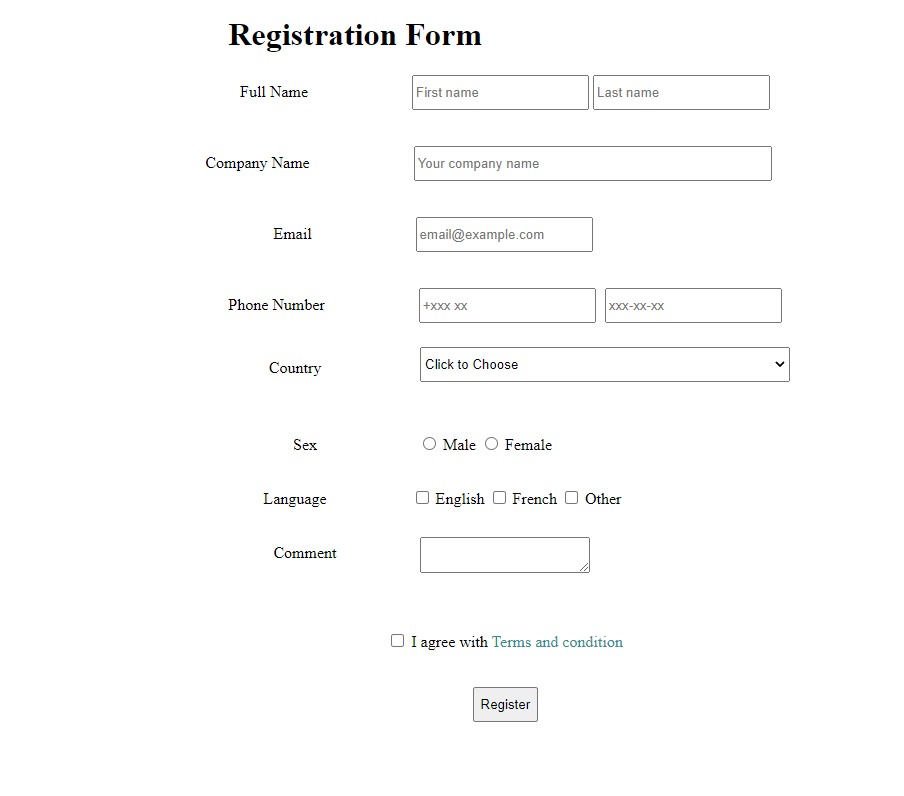 Registration Form
Full Name First name Last name
Company Name Your company name
Email email@example.com
Phone Number +xxx xx xxx-xx-xx
Country Click to Choose
Sex Male Female
Language English French Other
Comment
I agree with Terms and condition
Register